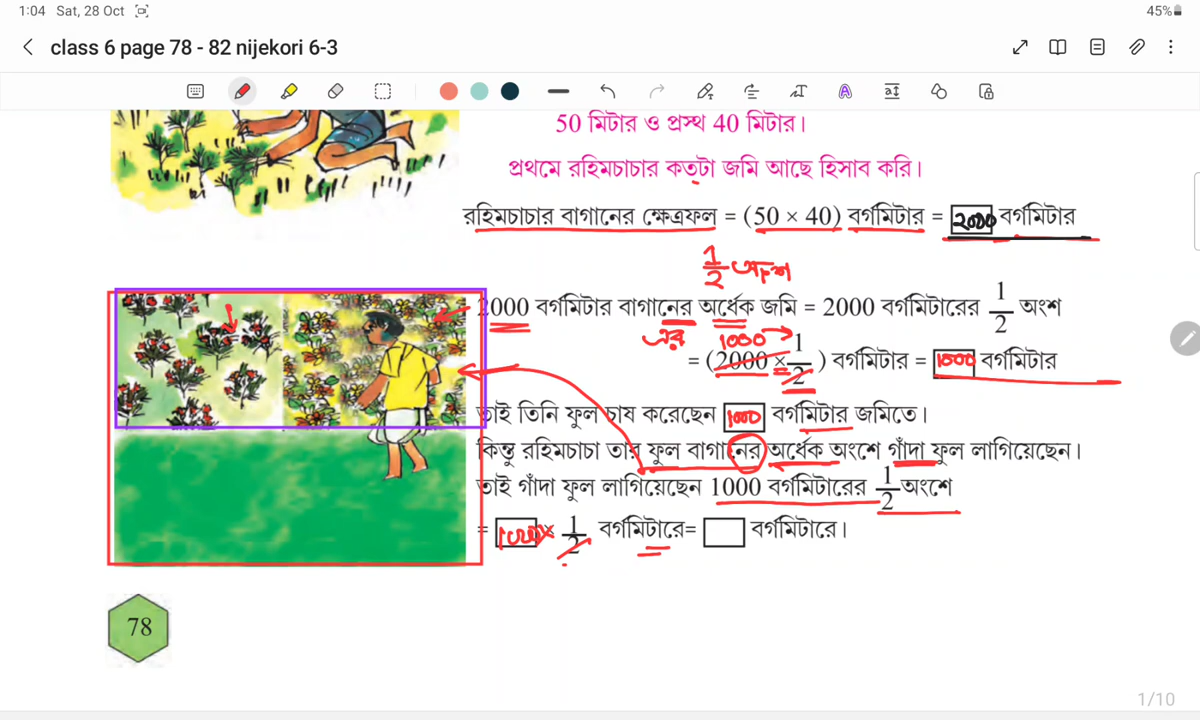 1:04 Sat, 28 Oct
45%
class 6 page 78 - 82 nijekori 6-3
50 মিটার ও প্রস্থ 40 মিটার।
প্রথমে রহিমচাচার কতটা জমি আছে হিসাব করি।
রহিমচাচার বাগানের ক্ষেত্রফল = (50 × 40) বর্গমিটার = 2000 বর্গমিটার
1/2 অংশ
2000 বর্গমিটার বাগানের অর্ধেক জমি = 2000 বর্গমিটারের 1/2 অংশ
এর 1000
= (2000 × 1/2) বর্গমিটার = 1000 বর্গমিটার
তাই তিনি ফুল চাষ করেছেন 1000 বর্গমিটার জমিতে।
কিন্তু রহিমচাচা তার ফুল বাগানের অর্ধেক অংশে গাঁদা ফুল লাগিয়েছেন।
তাই গাঁদা ফুল লাগিয়েছেন 1000 বর্গমিটারের 1/2 অংশে
= 1000 × 1/2 বর্গমিটারে= বর্গমিটারে।
78
1/10